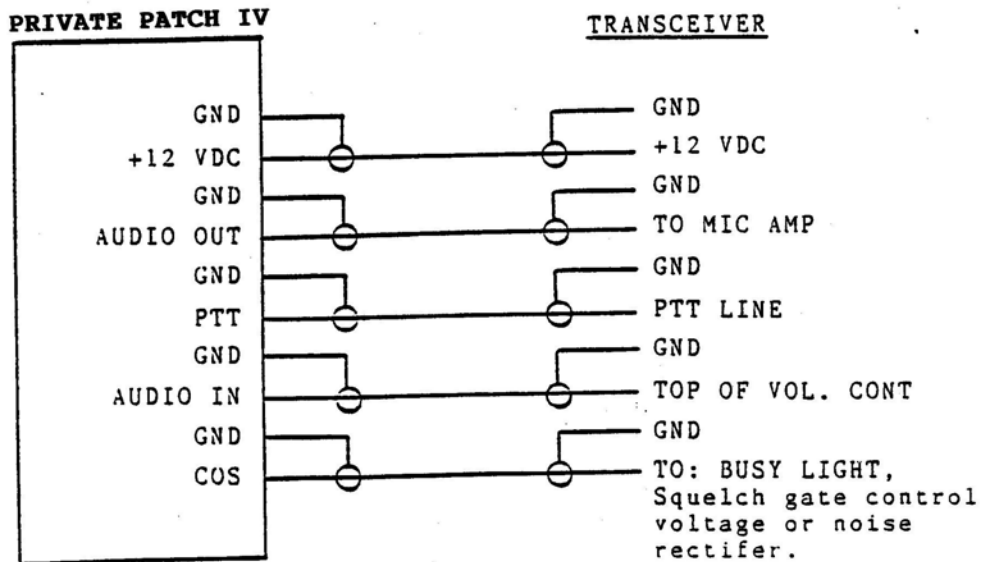 PRIVATE PATCH IV
TRANSCEIVER
GND
GND
+12 VDC
+12 VDC
GND
GND
AUDIO OUT
TO MIC AMP
GND
GND
PTT
PTT LINE
GND
GND
AUDIO IN
TOP OF VOL. CONT
GND
GND
COS
TO: BUSY LIGHT,
Squelch gate control
voltage or noise
rectifer.